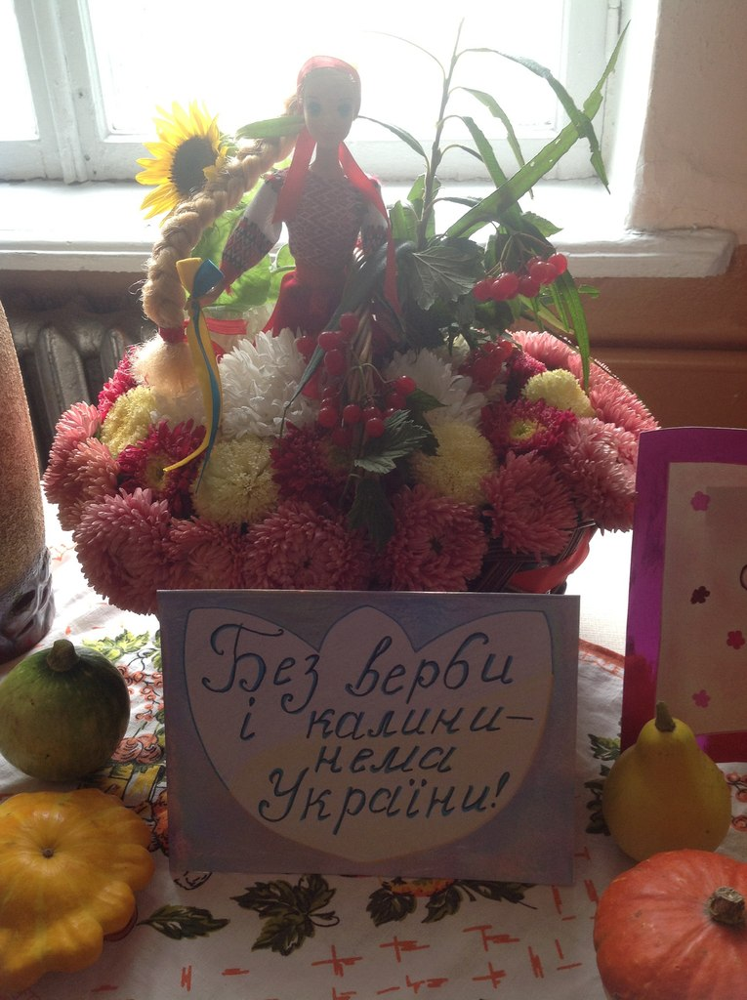 Без верби
і калини-
нема
України!